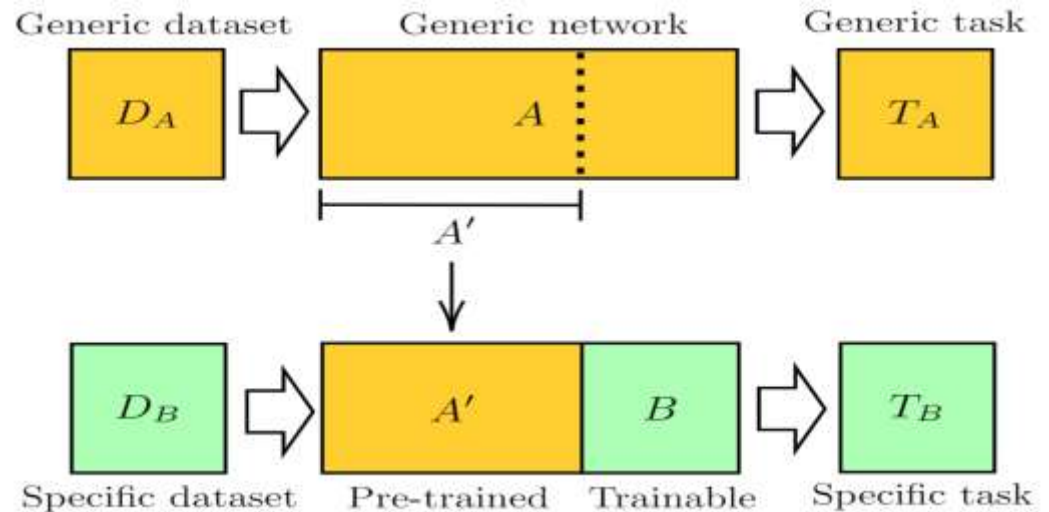 Generic dataset Generic network Generic task
D_A A T_A
A′
D_B A′ B T_B
Specific dataset Pre-trained Trainable Specific task